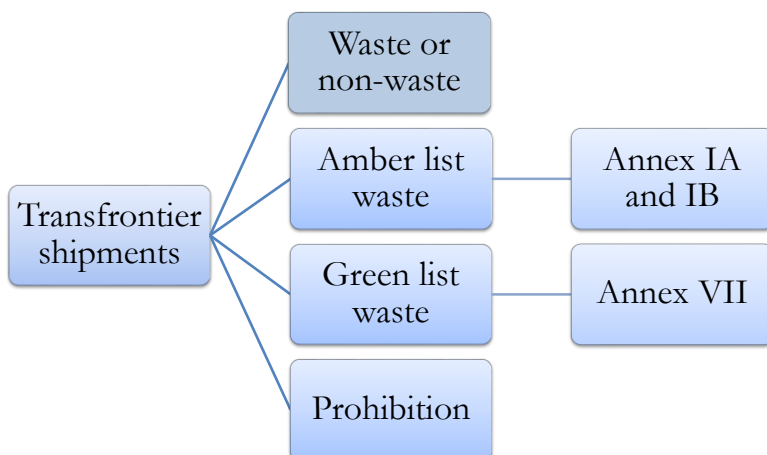 Waste or
non-waste
Amber list
waste
Annex IA
and IB
Transfrontier
shipments
Green list
waste
Annex VII
Prohibition